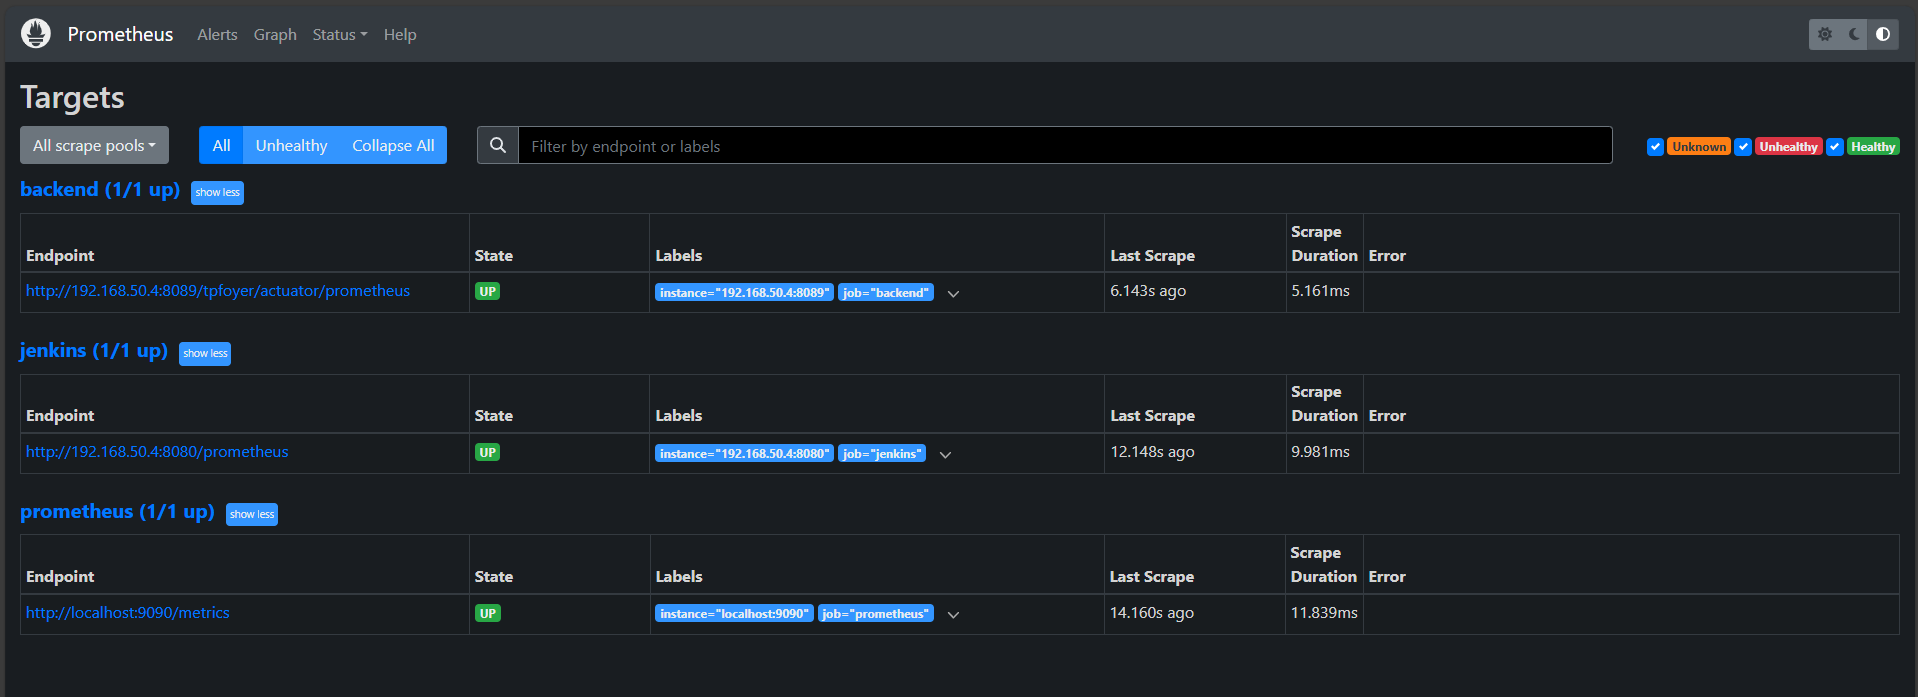 Prometheus Alerts Graph Status Help
Targets
All scrape pools All Unhealthy Collapse All Filter by endpoint or labels Unknown Unhealthy Healthy
backend (1/1 up) show less
Endpoint State Labels Last Scrape Scrape Duration Error
http://192.168.50.4:8089/tpfoyer/actuator/prometheus UP instance="192.168.50.4:8089" job="backend" 6.143s ago 5.161ms
jenkins (1/1 up) show less
Endpoint State Labels Last Scrape Scrape Duration Error
http://192.168.50.4:8080/prometheus UP instance="192.168.50.4:8080" job="jenkins" 12.148s ago 9.981ms
prometheus (1/1 up) show less
Endpoint State Labels Last Scrape Scrape Duration Error
http://localhost:9090/metrics UP instance="localhost:9090" job="prometheus" 14.160s ago 11.839ms